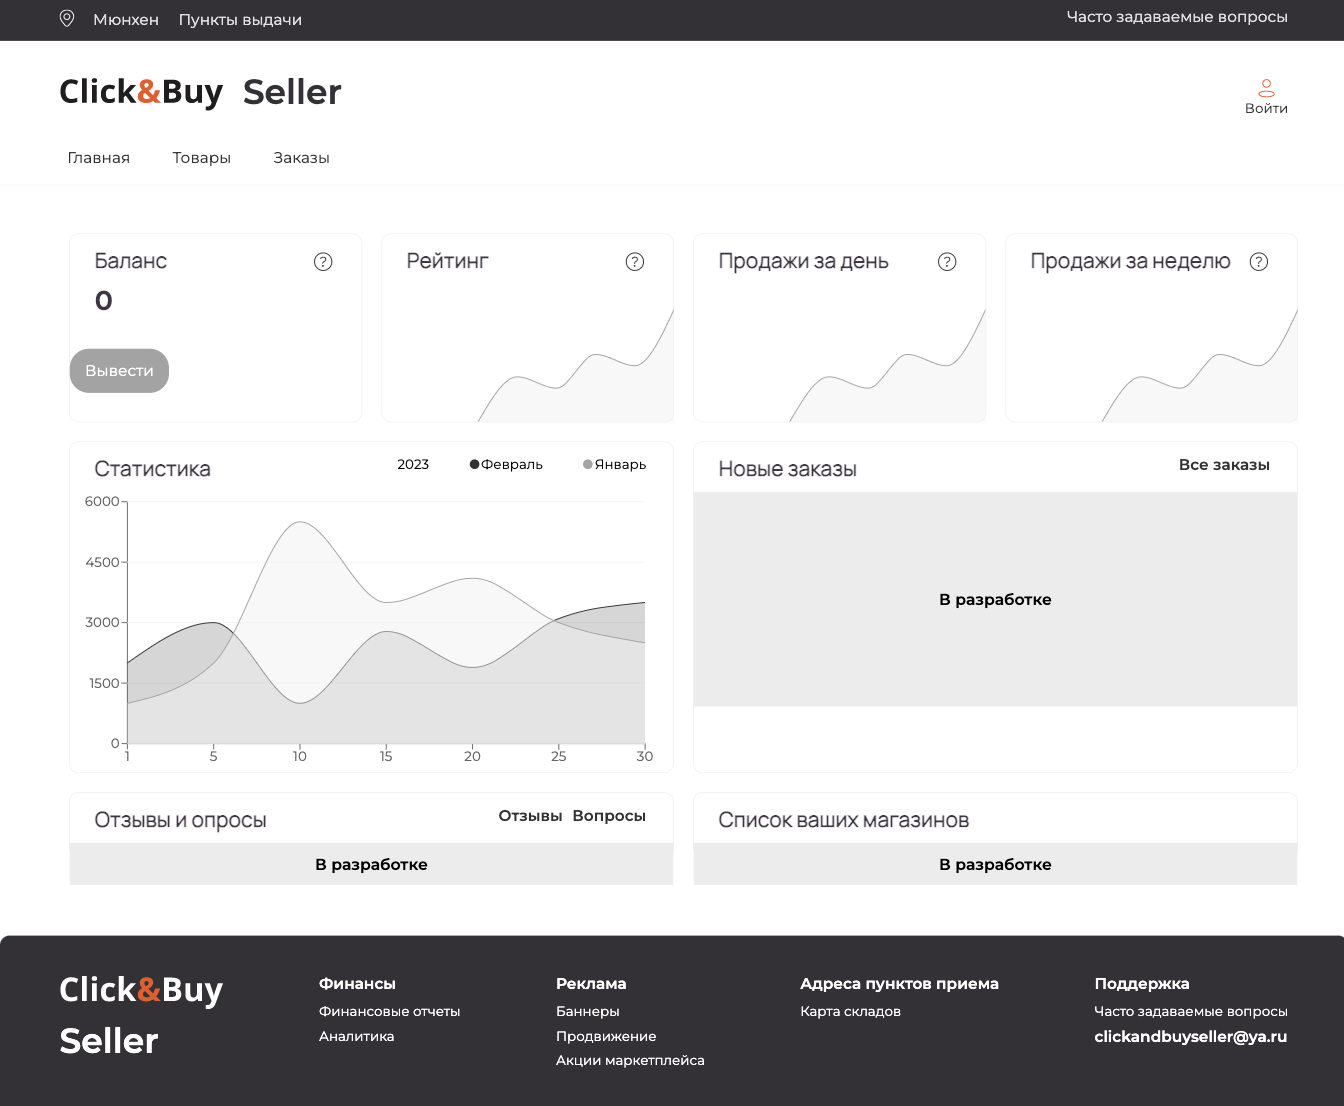 Мюнхен Пункты выдачи Часто задаваемые вопросы
Click&Buy Seller
Войти
Главная Товары Заказы
Баланс ? Рейтинг ? Продажи за день ? Продажи за неделю ?
0
Вывести
Статистика 2023 Февраль Январь
6000
4500
3000
1500
0
1 5 10 15 20 25 30
Новые заказы Все заказы
В разработке
Отзывы и опросы Отзывы Вопросы
В разработке
Список ваших магазинов
В разработке
Click&Buy
Seller
Финансы
Финансовые отчеты
Аналитика
Реклама
Баннеры
Продвижение
Акции маркетплейса
Адреса пунктов приема
Карта складов
Поддержка
Часто задаваемые вопросы
clickandbuyseller@ya.ru